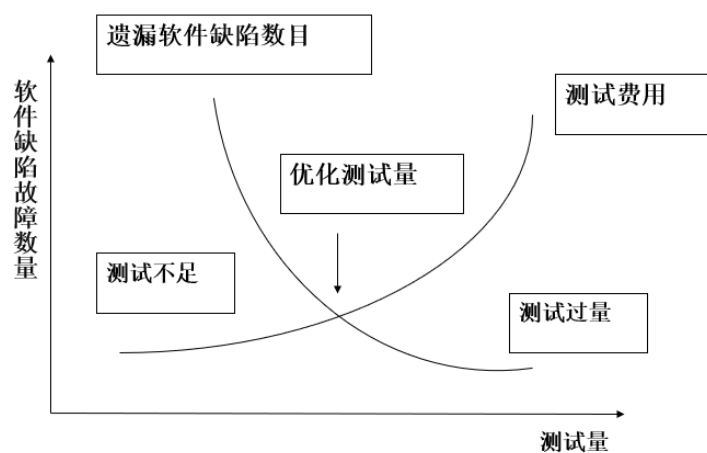 遗漏软件缺陷数目
测试费用
软件缺陷故障数量
优化测试量
测试不足
测试过量
测试量